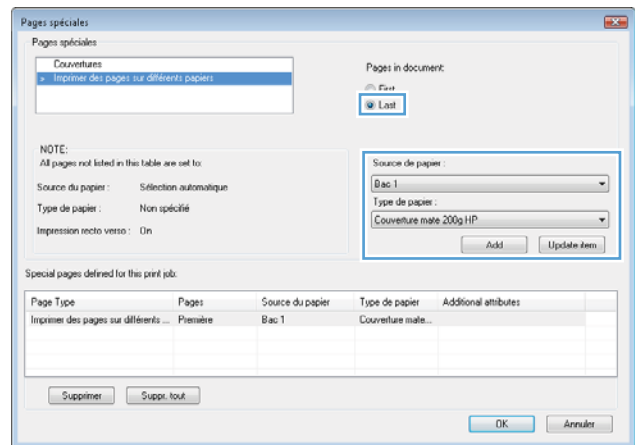 Pages spéciales
Pages spéciales
Couvertures
» Imprimer des pages sur différents papiers
Pages in document:
First
Last
NOTE:
All pages not listed in this table are set to:
Source du papier : Sélection automatique
Type de papier : Non spécifié
Impression recto verso : On
Source de papier :
Bac 1
Type de papier :
Couverture mate 200g HP
Add Update item
Special pages defined for this print job:
Page Type Pages Source du papier Type de papier Additional attributes
Imprimer des pages sur différents ... Première Bac 1 Couverture mate...
Supprimer Suppr. tout
OK Annuler